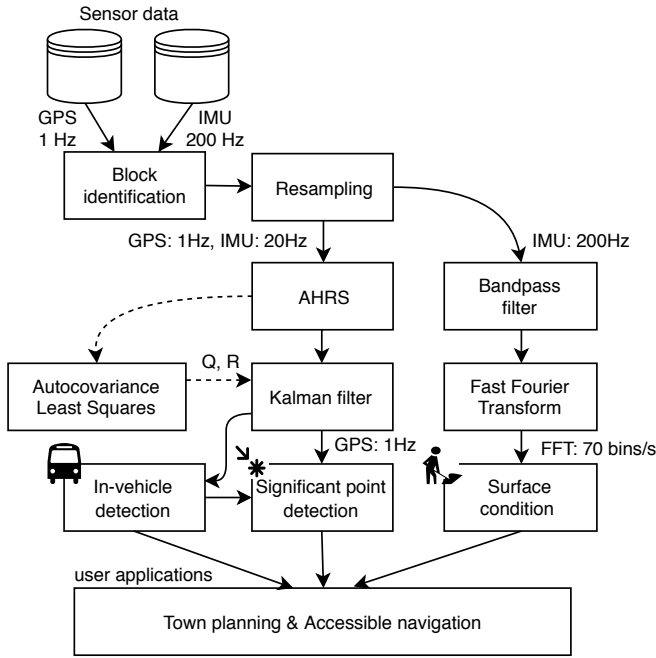 Sensor data
GPS
1 Hz
IMU
200 Hz
Block
identification
Resampling
GPS: 1Hz, IMU: 20Hz
IMU: 200Hz
AHRS
Bandpass
filter
Autocovariance
Least Squares
Q, R
Kalman filter
Fast Fourier
Transform
GPS: 1Hz
FFT: 70 bins/s
In-vehicle
detection
Significant point
detection
Surface
condition
user applications
Town planning & Accessible navigation